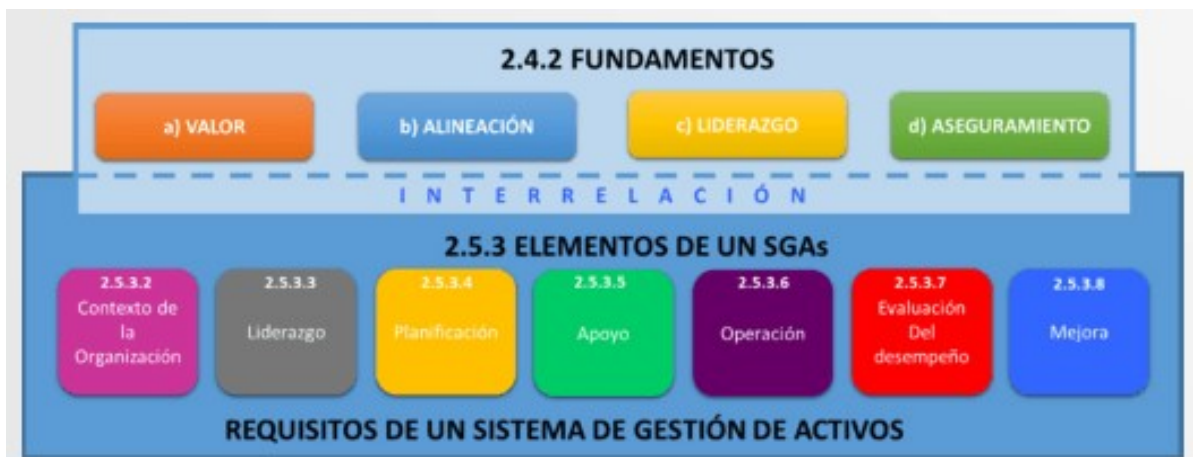 2.4.2 FUNDAMENTOS
a) VALOR
b) ALINEACIÓN
c) LIDERAZGO
d) ASEGURAMIENTO
INTERRELACIÓN
2.5.3 ELEMENTOS DE UN SGAs
2.5.3.2
Contexto de
la
Organización
2.5.3.3
Liderazgo
2.5.3.4
Planificación
2.5.3.5
Apoyo
2.5.3.6
Operación
2.5.3.7
Evaluación
Del
desempeño
2.5.3.8
Mejora
REQUISITOS DE UN SISTEMA DE GESTIÓN DE ACTIVOS